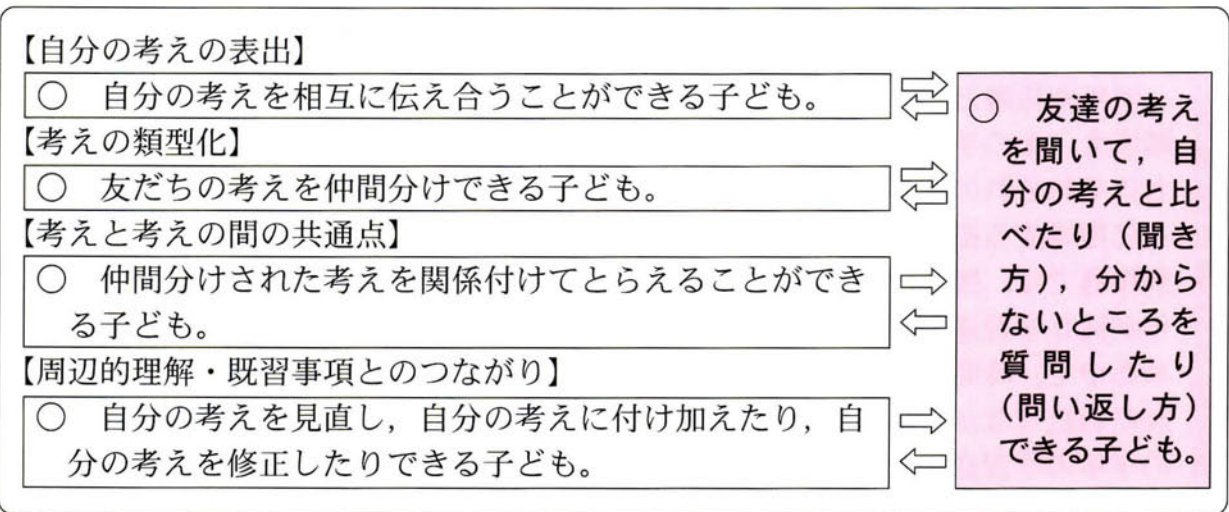 【自分の考えの表出】
○ 自分の考えを相互に伝え合うことができる子ども。
【考えの類型化】
○ 友だちの考えを仲間分けできる子ども。
【考えと考えの間の共通点】
○ 仲間分けされた考えを関係付けてとらえることができ
る子ども。
【周辺的理解・既習事項とのつながり】
○ 自分の考えを見直し，自分の考えに付け加えたり，自
分の考えを修正したりできる子ども。
○ 友達の考え
を聞いて，自
分の考えと比
べたり（聞き
方），分から
ないところを
質問したり
（問い返し方）
できる子ども。